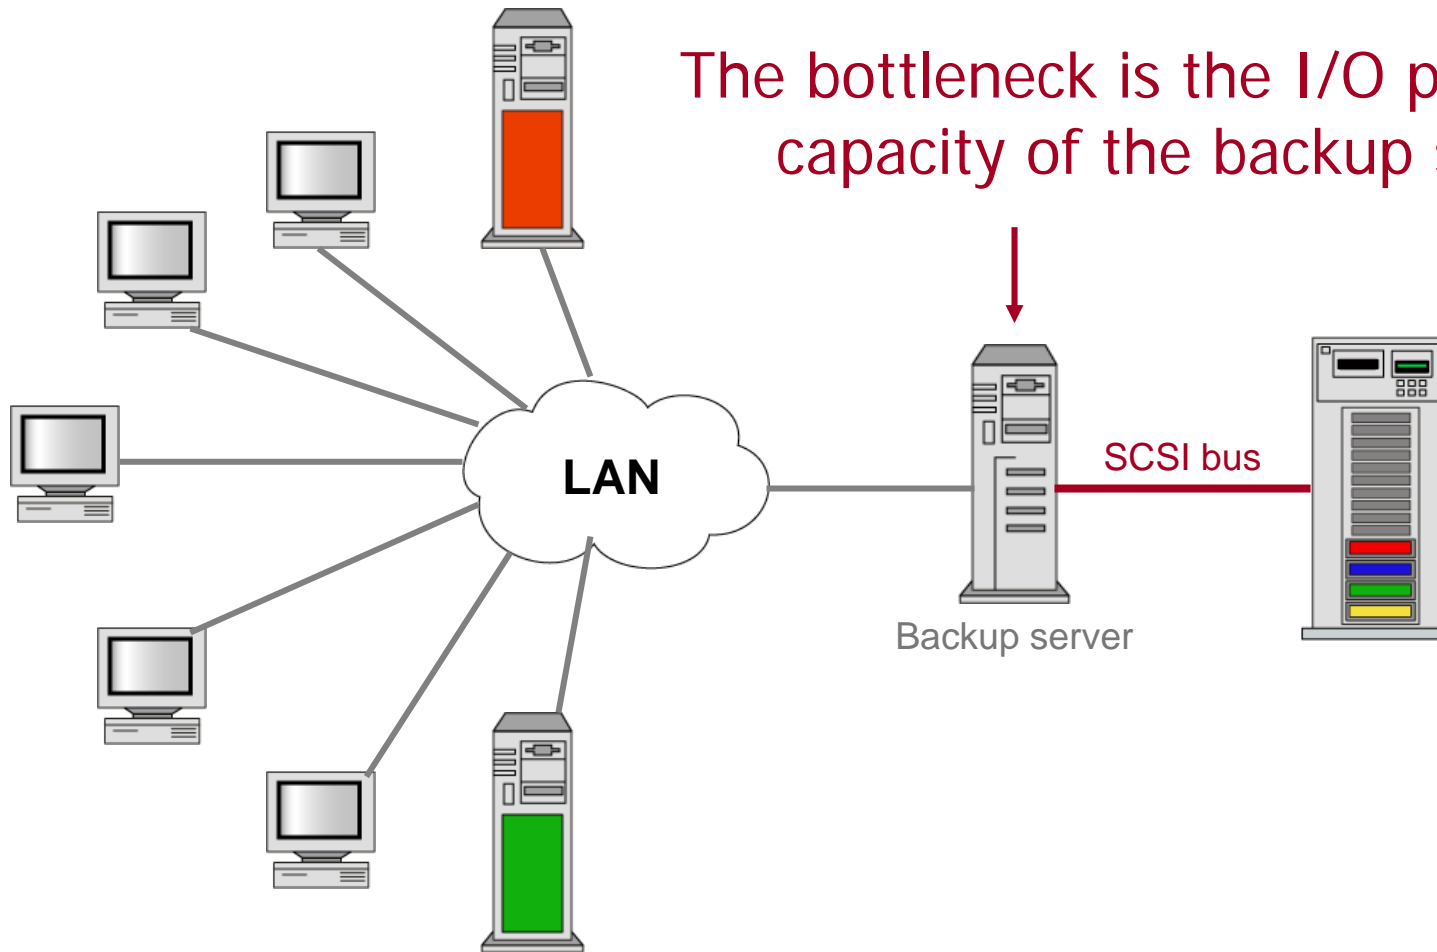 The bottleneck is the I/O
capacity of the backup
LAN
SCSI bus
Backup server